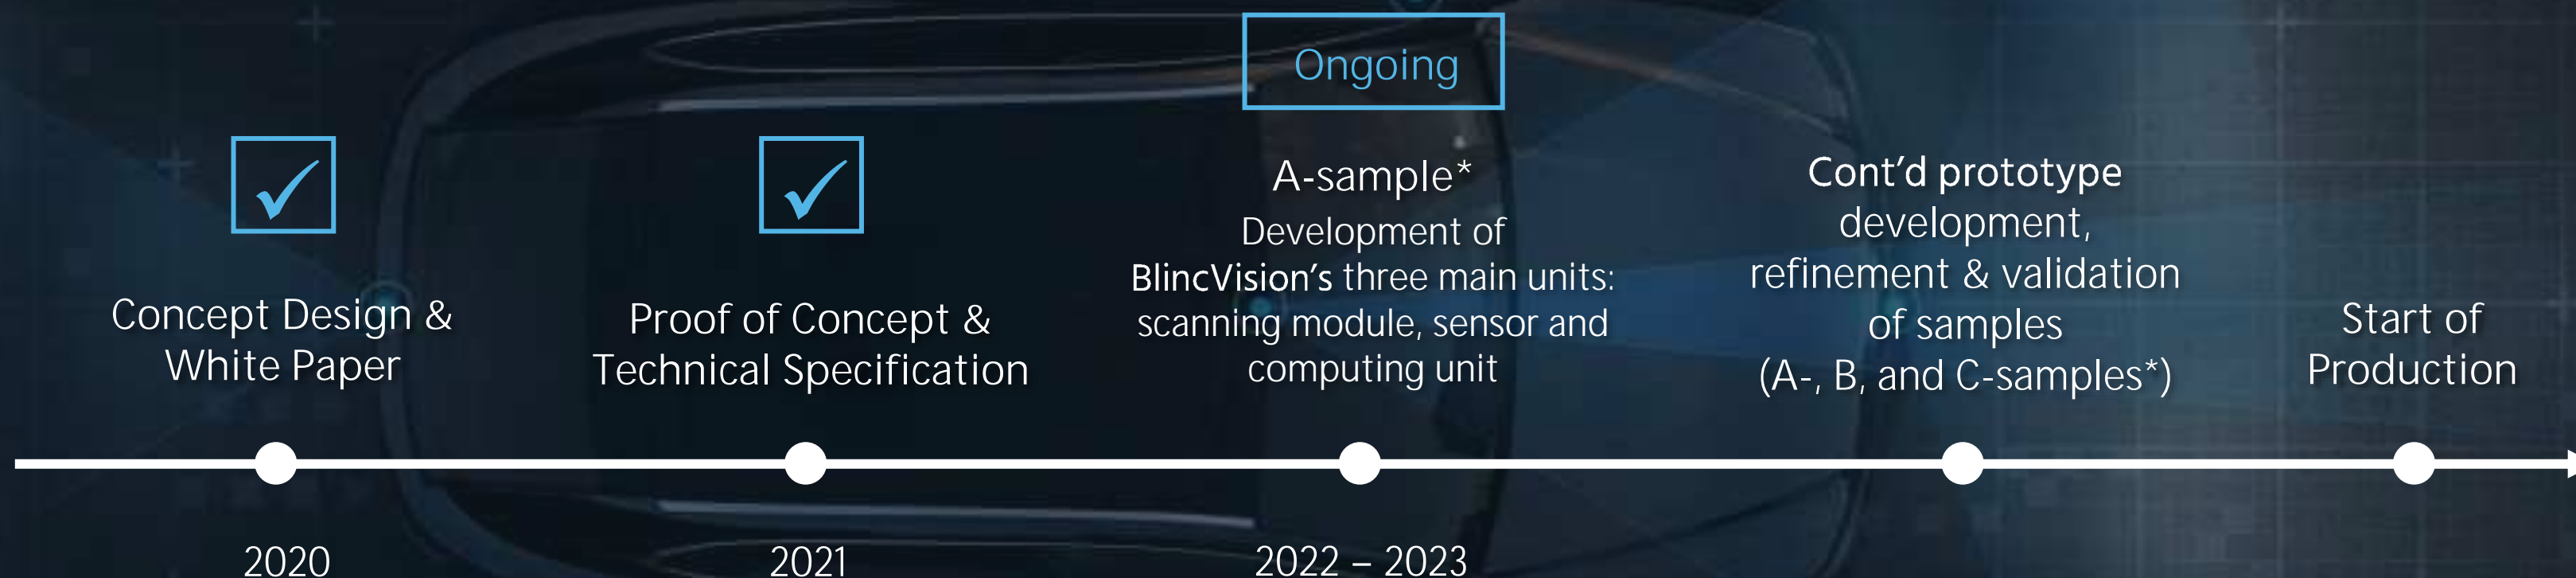 Concept Design &
White Paper
2020
Proof of Concept &
Technical Specification
2021
Ongoing
A-sample*
Development of
BlincVision's three main units:
scanning module, sensor and
computing unit
2022 – 2023
Cont'd prototype
development,
refinement & validation
of samples
(A-, B, and C-samples*)
Start of
Production